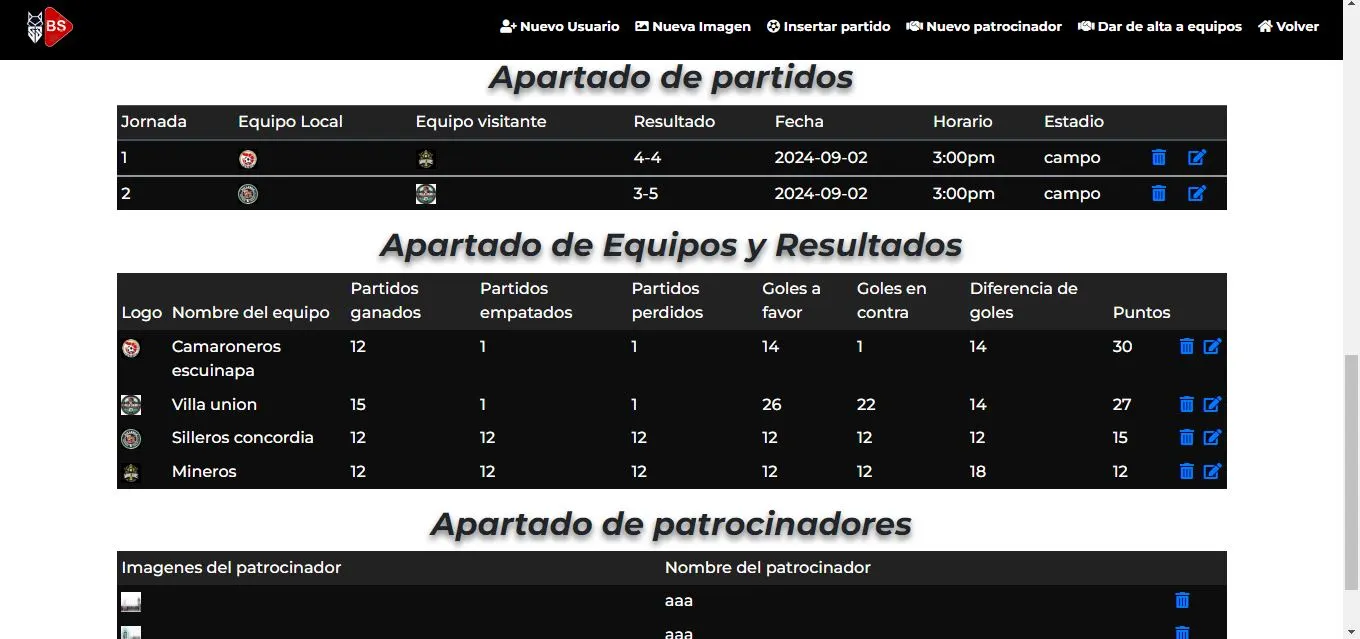 BS
Nuevo Usuario Nueva Imagen Insertar partido Nuevo patrocinador Dar de alta a equipos Volver
Apartado de partidos
Jornada Equipo Local Equipo visitante Resultado Fecha Horario Estadio
1 4-4 2024-09-02 3:00pm campo
2 3-5 2024-09-02 3:00pm campo
Apartado de Equipos y Resultados
Partidos Partidos Partidos Goles a Goles en Diferencia de
Logo Nombre del equipo ganados empatados perdidos favor contra goles Puntos
Camaroneros 12 1 1 14 1 14 30
escuinapa
Villa union 15 1 1 26 22 14 27
Silleros concordia 12 12 12 12 12 12 15
Mineros 12 12 12 12 12 18 12
Apartado de patrocinadores
Imagenes del patrocinador Nombre del patrocinador
aaa
aaa